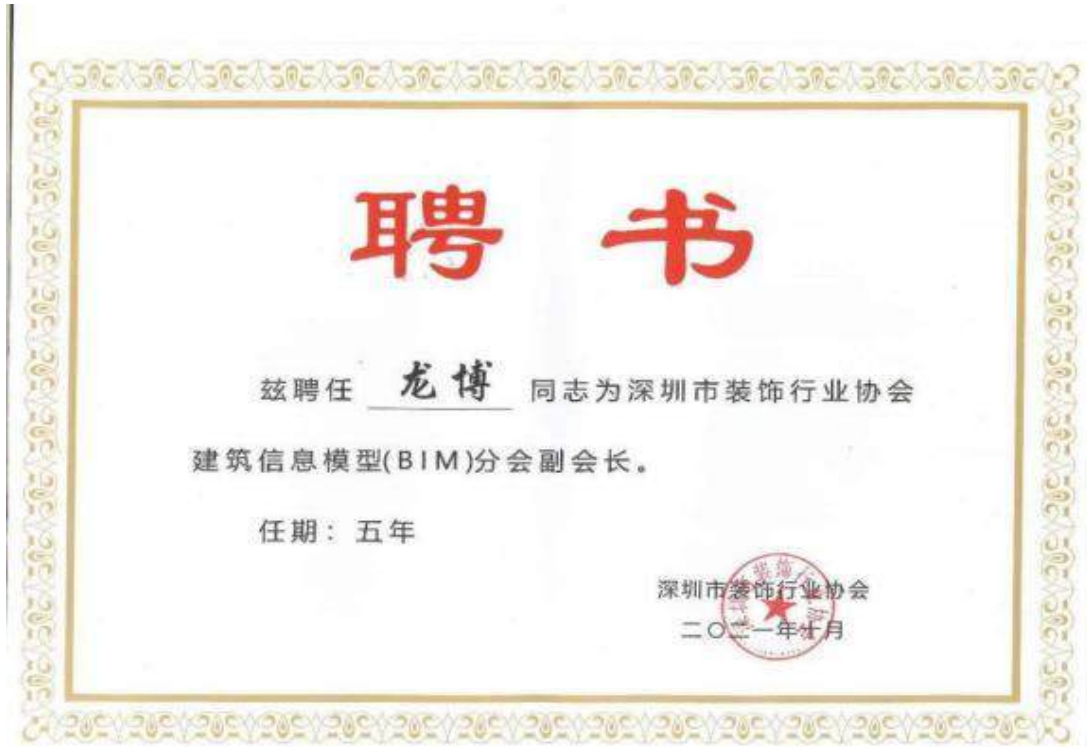 聘 书
兹聘任 龙博 同志为深圳市装饰行业协会
建筑信息模型(BIM)分会副会长。
任期：五年
深圳市装饰行业协会
二〇二一年十月